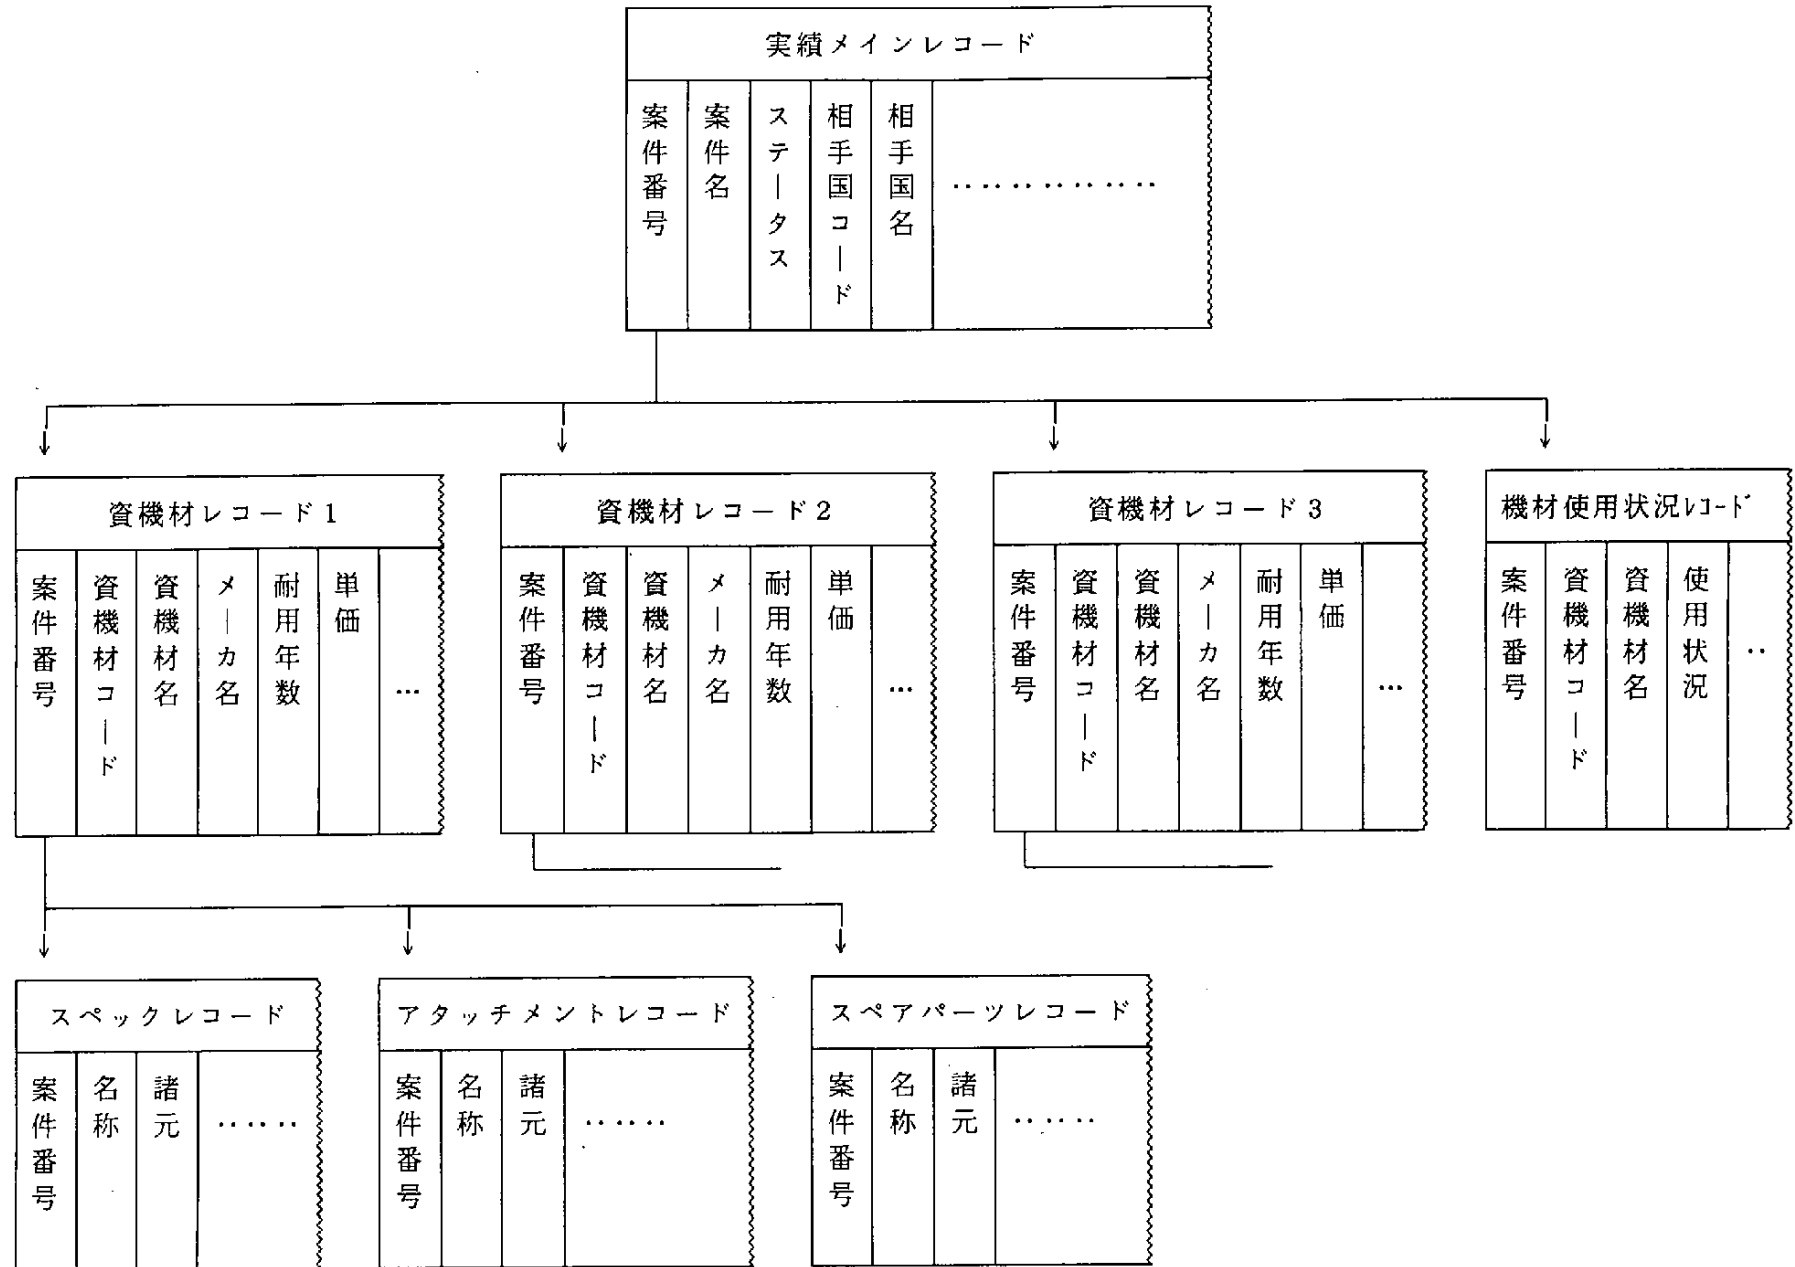 実績メインレコード
案件番号
案件名
ステータス
相手国コード
相手国名
……………
資機材レコード1
案件番号
資機材コード
資機材名
メーカ名
耐用年数
単価
…
資機材レコード2
案件番号
資機材コード
資機材名
メーカ名
耐用年数
単価
…
資機材レコード3
案件番号
資機材コード
資機材名
メーカ名
耐用年数
単価
…
機材使用状況レコード
案件番号
資機材コード
資機材名
使用状況
‥
スペックレコード
案件番号
名称
諸元
……
アタッチメントレコード
案件番号
名称
諸元
……
スペアパーツレコード
案件番号
名称
諸元
……